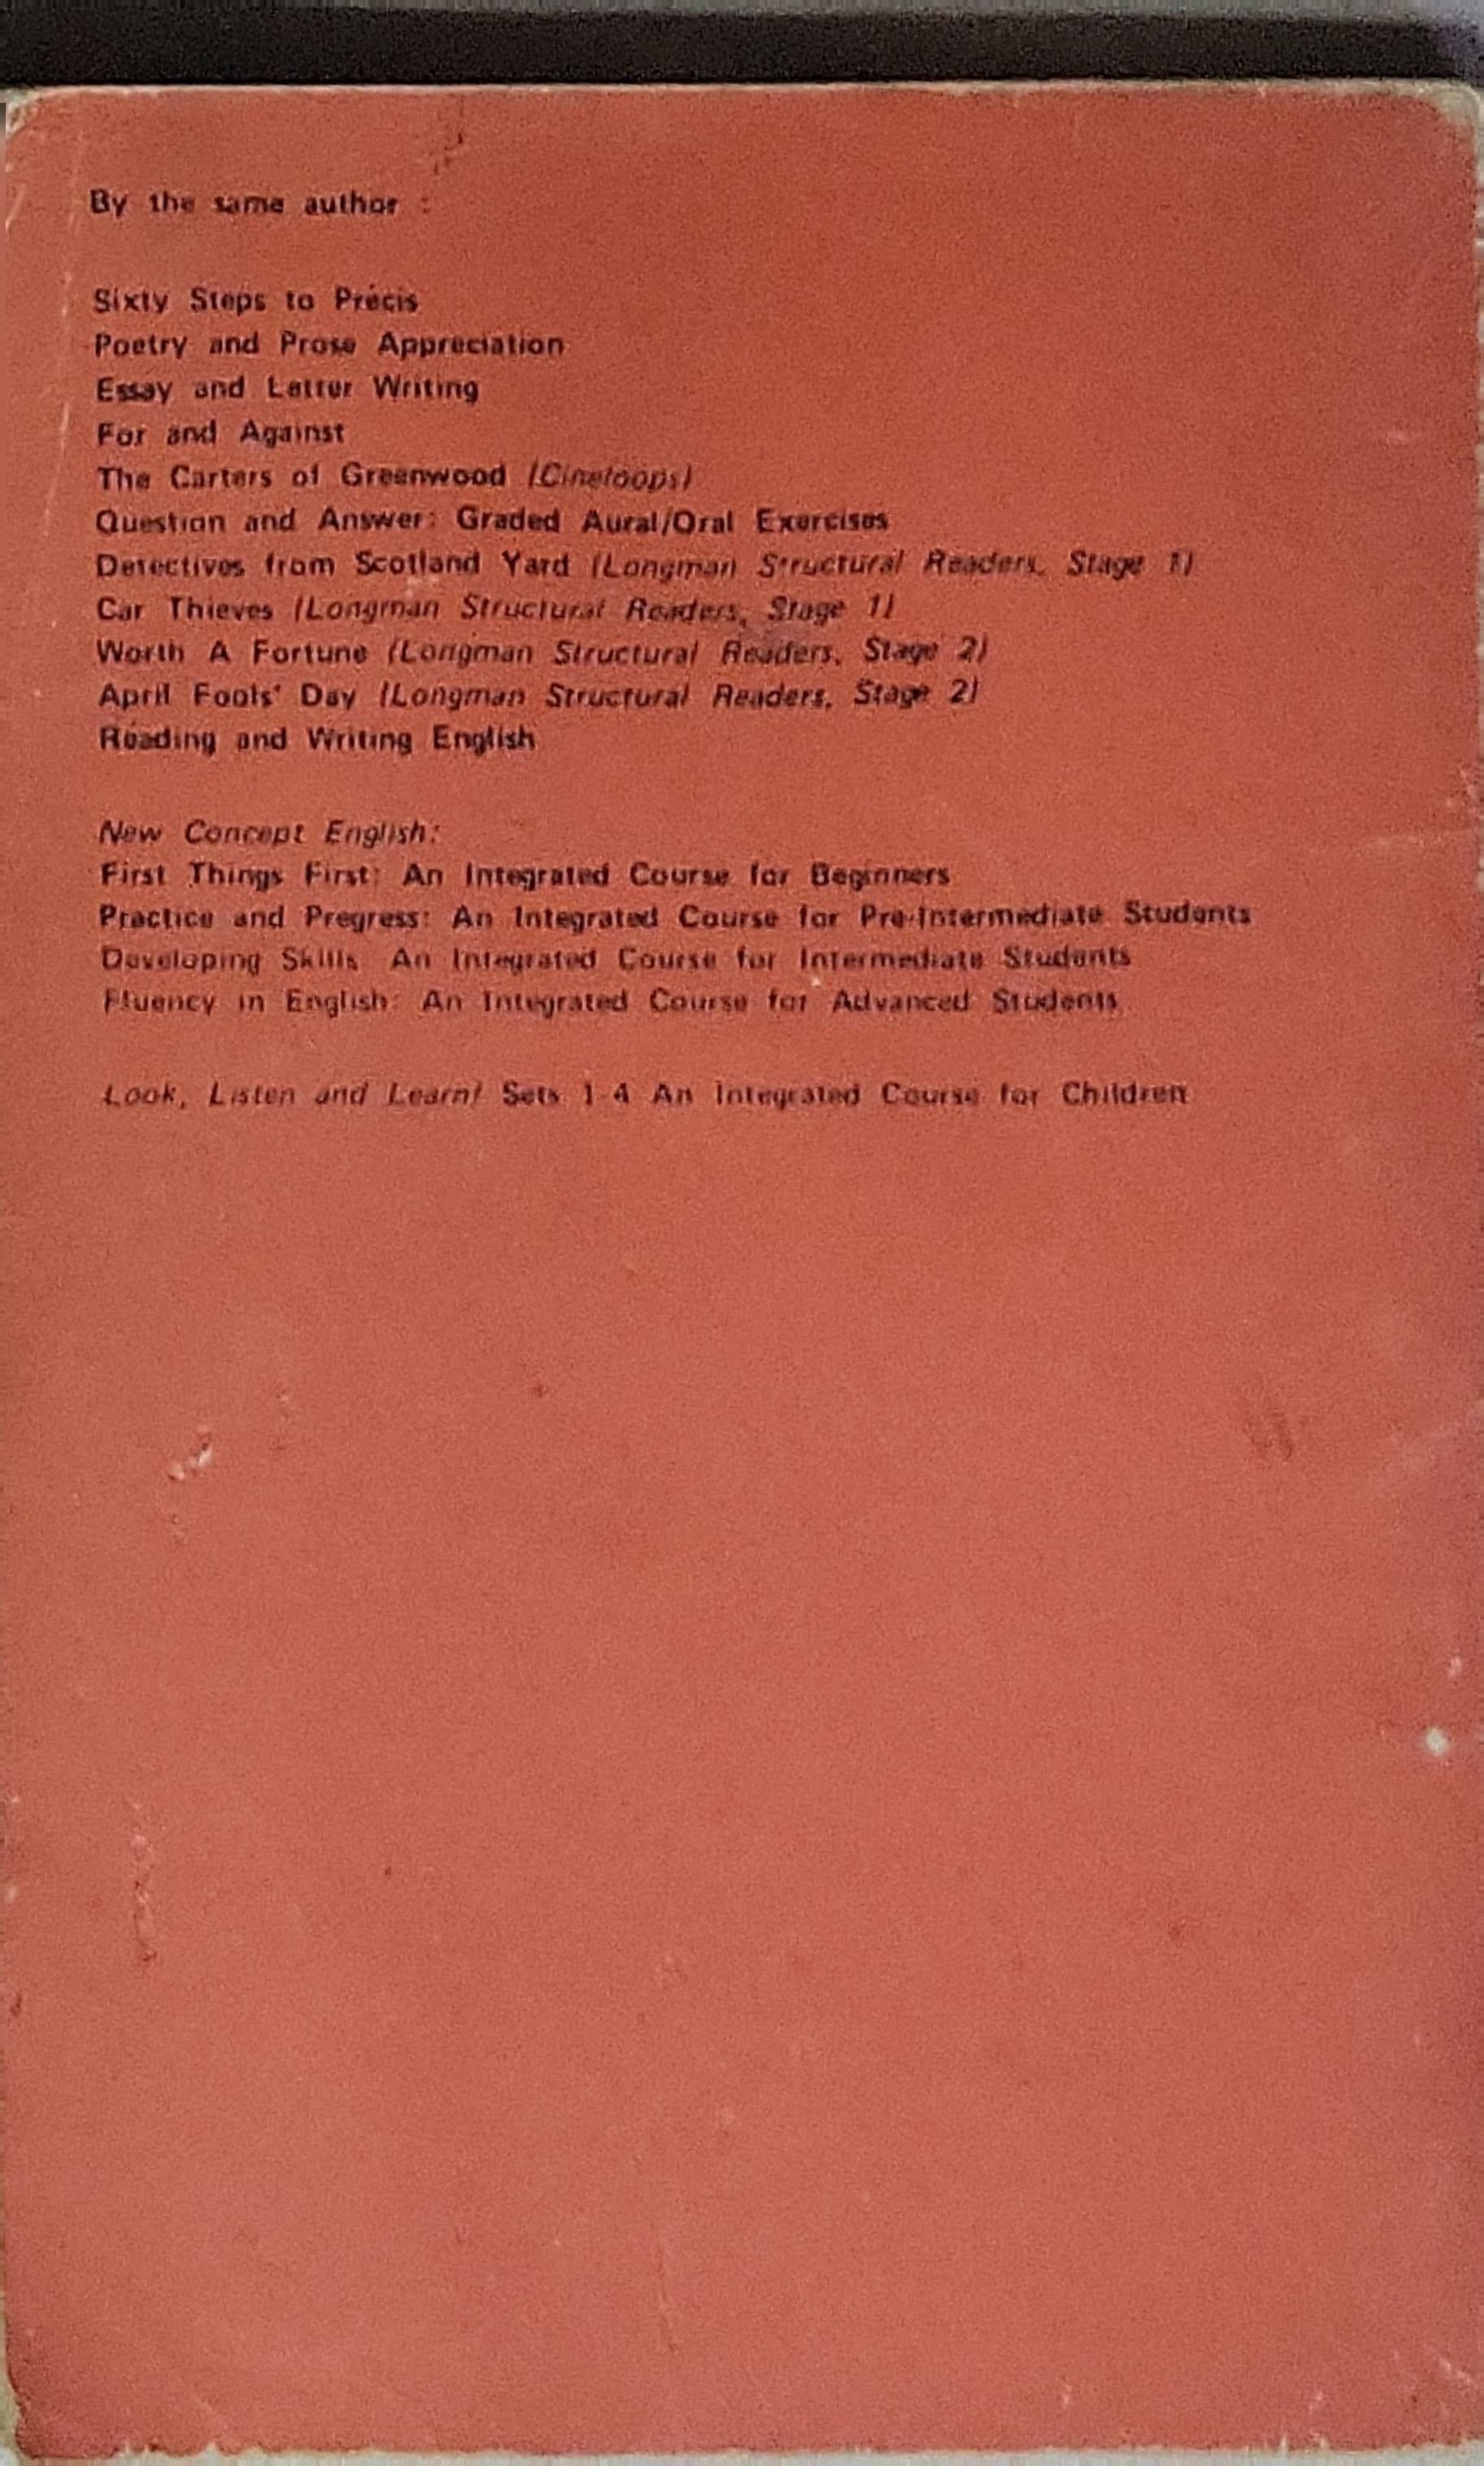 By the same author :
Sixty Steps to Précis
Poetry and Prose Appreciation
Essay and Letter Writing
For and Against
The Carters of Greenwood (Cineloops)
Question and Answer: Graded Aural/Oral Exercises
Detectives from Scotland Yard (Longman Structural Readers, Stage 1)
Car Thieves (Longman Structural Readers, Stage 1)
Worth A Fortune (Longman Structural Readers, Stage 2)
April Fools' Day (Longman Structural Readers, Stage 2)
Reading and Writing English
New Concept English:
First Things First: An Integrated Course for Beginners
Practice and Pregress: An Integrated Course for Pre-Intermediate Students
Developing Skills: An Integrated Course for Intermediate Students
Fluency in English: An Integrated Course for Advanced Students
Look, Listen and Learn! Sets 1-4 An Integrated Course for Children